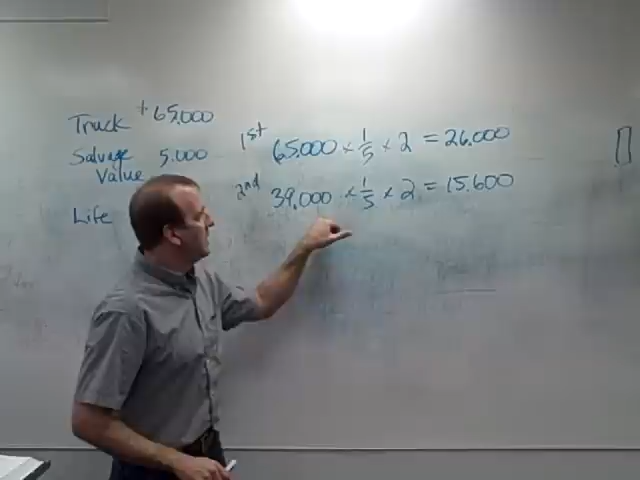 Truck +65,000
Salvage Value 5,000
Life
1st 65,000 × 1/5 × 2 = 26,000
2nd 39,000 × 1/5 × 2 = 15,600